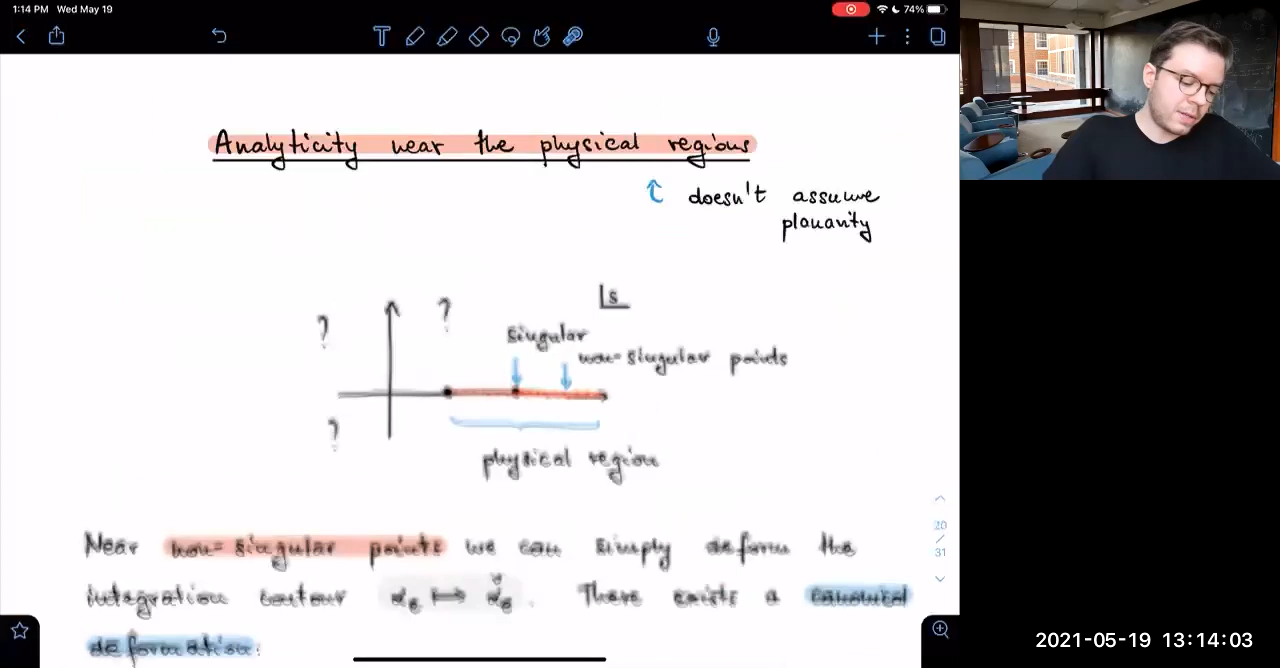 1:14 PM Wed May 19
74%
T
Analyticity near the physical regions
doesn't assume
planarity
? ? s
singular
non-singular points
?
physical region
Near non-singular points we can simply deform the
integration contour α_e ↦ α̌_e. There exists a canonical
deformation:
20
/
31
2021-05-19 13:14:03